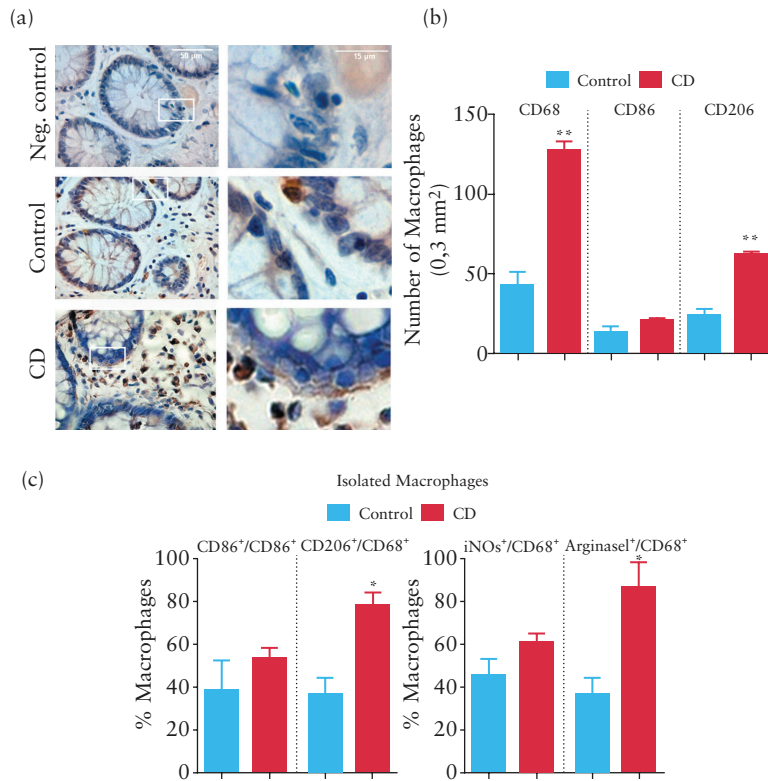 (a)
50 µm
15 µm
Neg. control
Control
CD
(b)
Control CD
CD68 CD86 CD206
Number of Macrophages
(0,3 mm²)
150
100
50
0
**
**
(c)
Isolated Macrophages
Control CD
CD86⁺/CD86⁺ CD206⁺/CD68⁺
% Macrophages
100
80
60
40
20
0
*
iNOs⁺/CD68⁺ Arginasel⁺/CD68⁺
% Macrophages
100
80
60
40
20
0
*